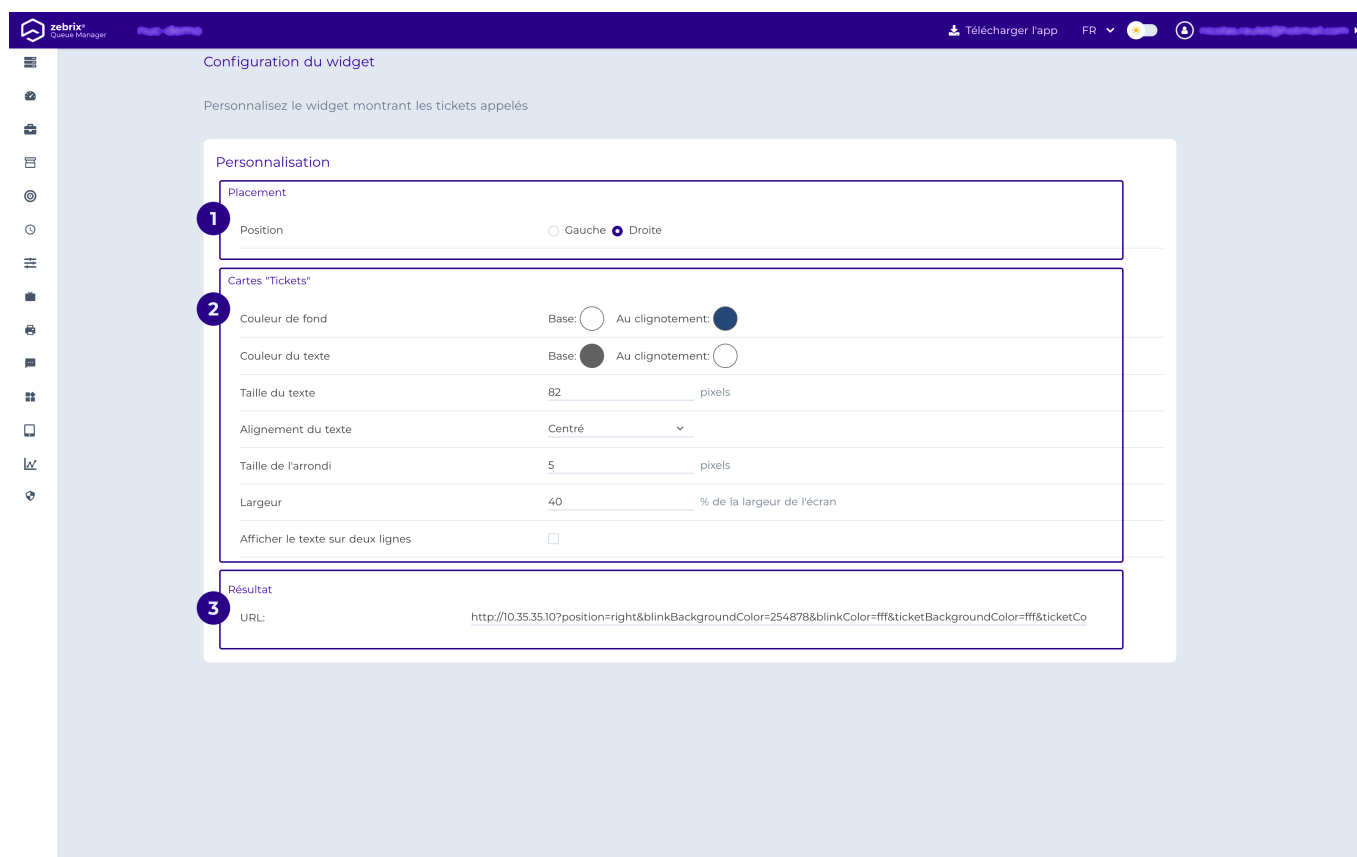 zebrix®
Queue Manager
Télécharger l'app FR
Configuration du widget
Personnalisez le widget montrant les tickets appelés
Personnalisation
Placement
1
Position Gauche Droite
Cartes "Tickets"
2
Couleur de fond Base: Au clignotement:
Couleur du texte Base: Au clignotement:
Taille du texte 82 pixels
Alignement du texte Centré
Taille de l'arrondi 5 pixels
Largeur 40 % de la largeur de l'écran
Afficher le texte sur deux lignes
Résultat
3
URL: http://10.35.35.10?position=right&blinkBackgroundColor=254878&blinkColor=fff&ticketBackgroundColor=fff&ticketCo